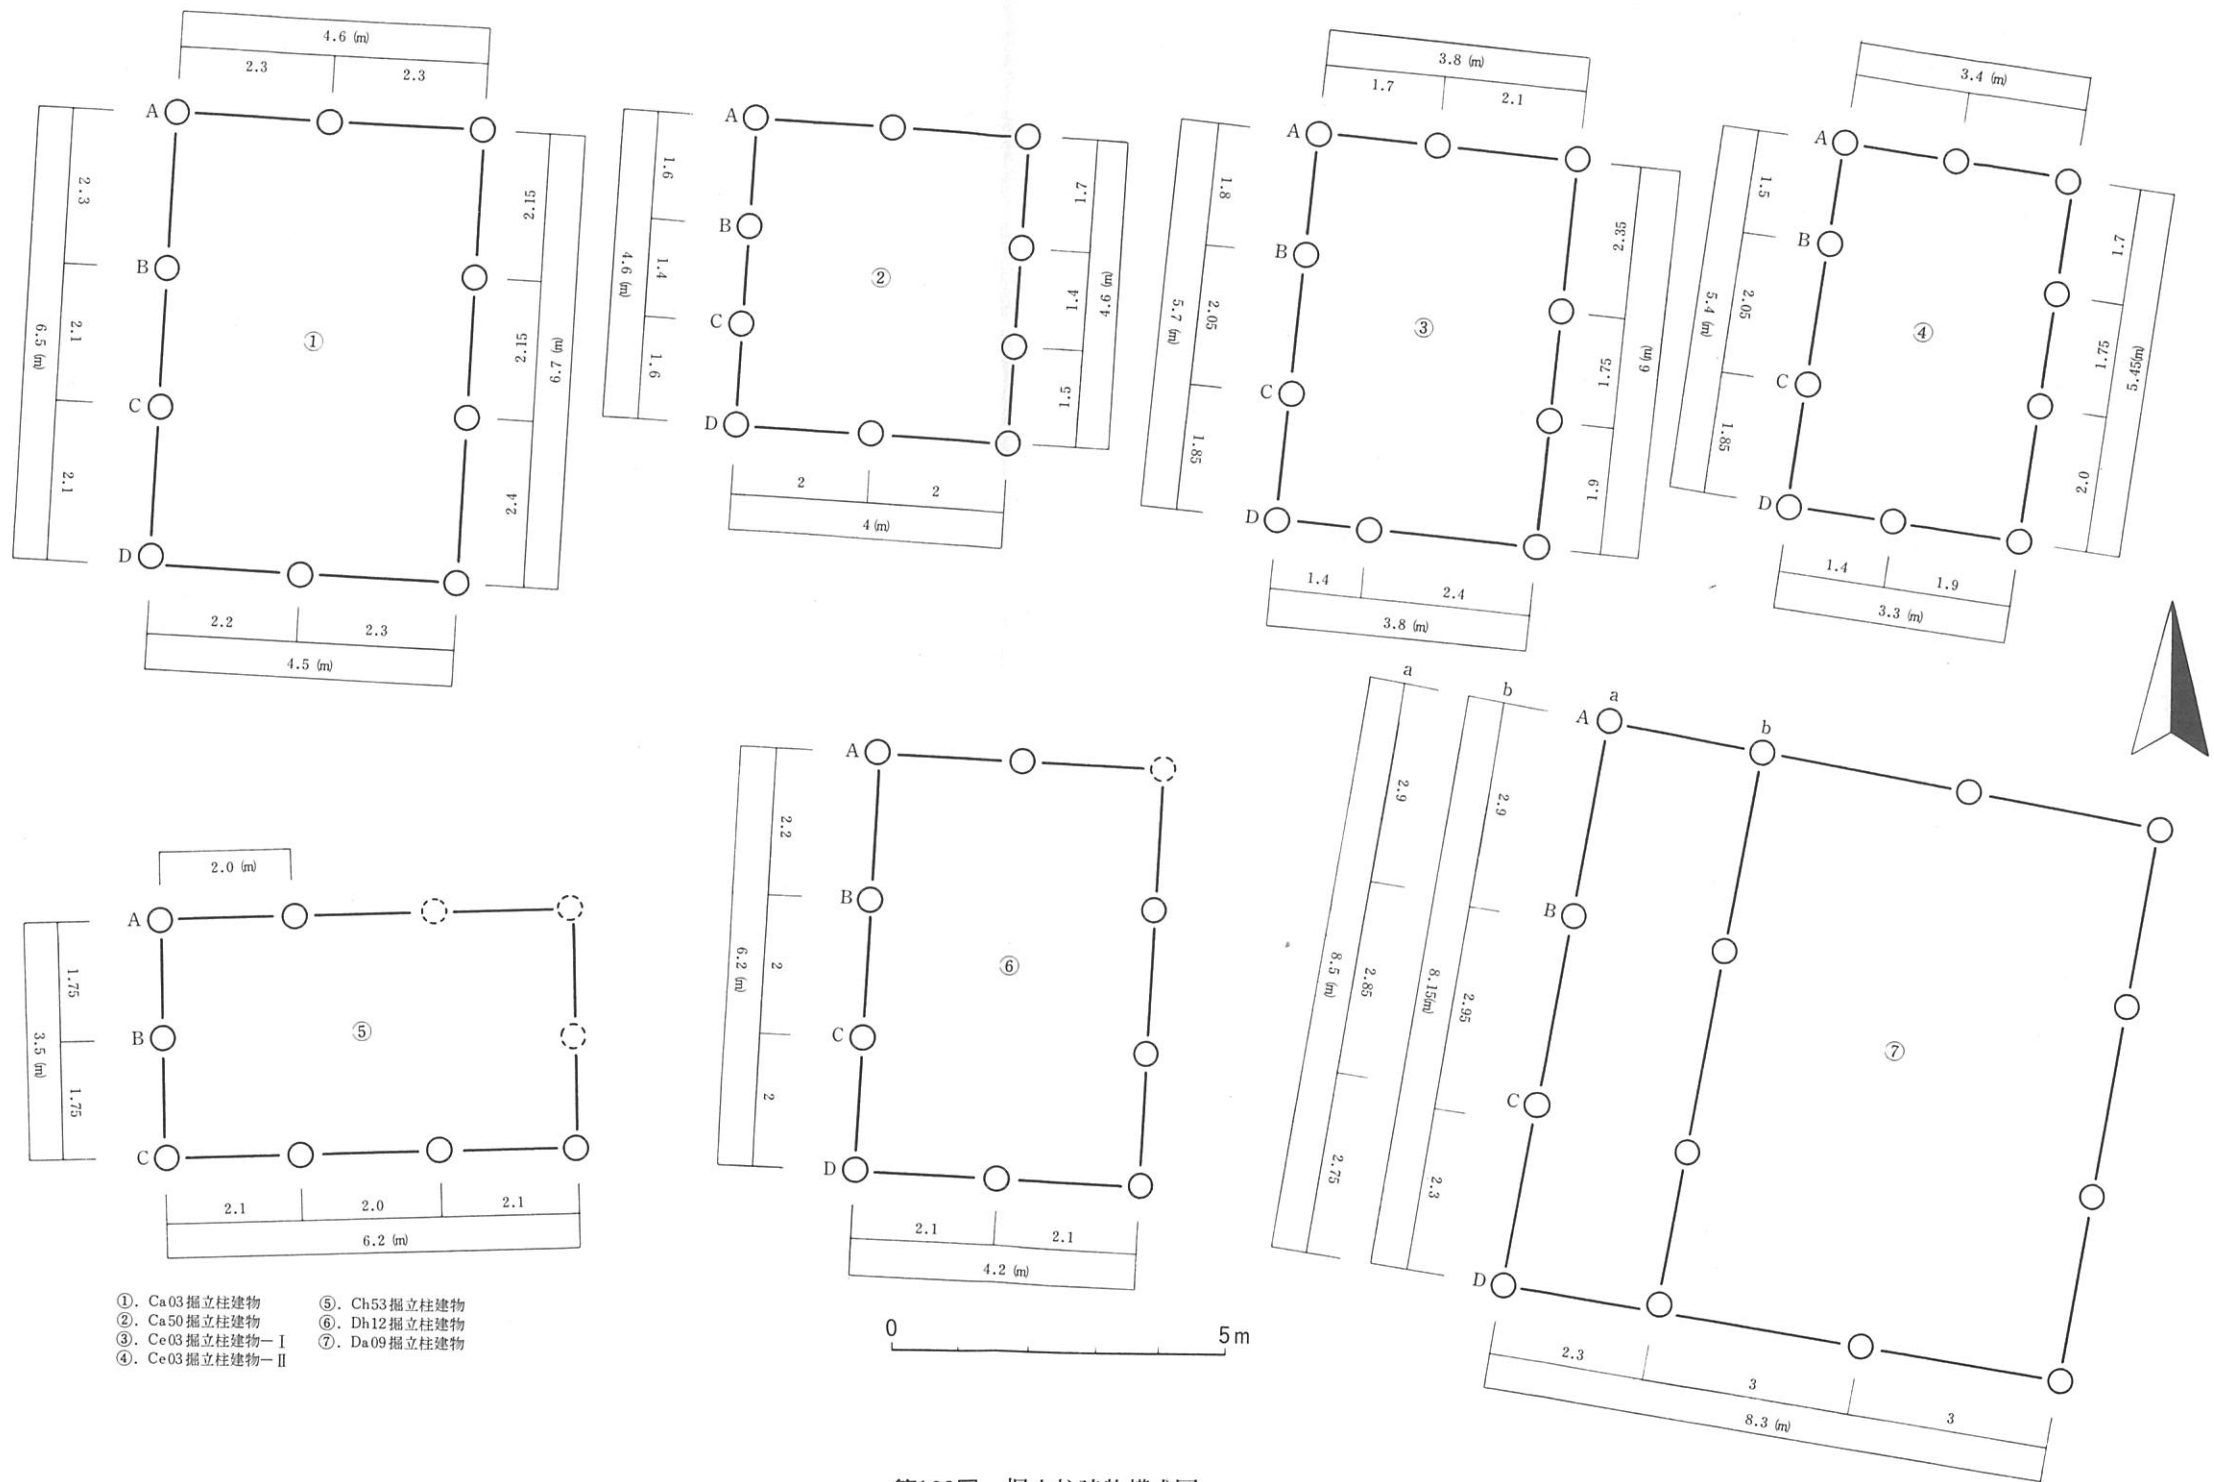 4.6 (m)
2.3 2.3
A
B
C
D
2.3
2.1
2.1
6.5 (m)
2.15
2.15
2.4
6.7 (m)
①
2.2 2.3
4.5 (m)
A
B
C
D
1.6
1.4
1.6
4.6 (m)
1.7
1.4
1.5
4.6 (m)
②
2 2
4 (m)
3.8 (m)
1.7 2.1
A
B
C
D
1.8
2.05
1.85
5.7 (m)
2.35
1.75
1.9
6 (m)
③
1.4 2.4
3.8 (m)
3.4 (m)
A
B
C
D
1.5
2.05
1.85
5.4 (m)
1.7
1.75
2.0
5.45(m)
④
1.4 1.9
3.3 (m)
2.0 (m)
A
B
C
1.75
1.75
3.5 (m)
⑤
2.1 2.0 2.1
6.2 (m)
A
B
C
D
2.2
2
2
6.2 (m)
⑥
2.1 2.1
4.2 (m)
a
b
a
b
A
B
C
D
2.9
2.85
2.75
8.5 (m)
2.9
2.95
2.3
8.15(m)
⑦
2.3 3 3
8.3 (m)
①. Ca03掘立柱建物
②. Ca50掘立柱建物
③. Ce03掘立柱建物ーⅠ
④. Ce03掘立柱建物ーⅡ
⑤. Ch53掘立柱建物
⑥. Dh12掘立柱建物
⑦. Da09掘立柱建物
0 5m